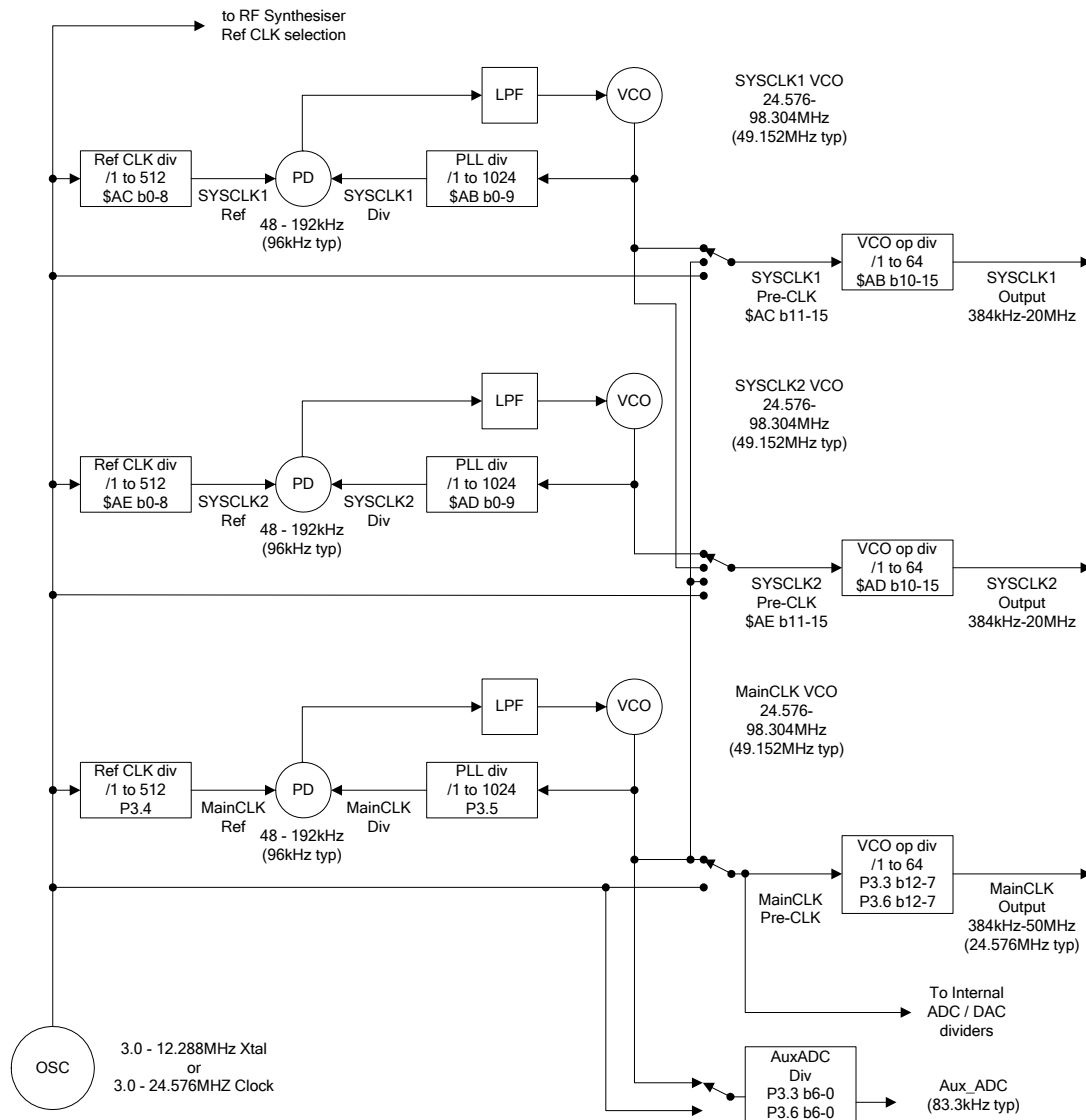 to RF Synthesiser
Ref CLK selection
LPF
VCO
SYSCLK1 VCO
24.576-
98.304MHz
(49.152MHz typ)
Ref CLK div
/1 to 512
$AC b0-8
SYSCLK1
Ref
PD
48 - 192kHz
(96kHz typ)
SYSCLK1
Div
PLL div
/1 to 1024
$AB b0-9
SYSCLK1
Pre-CLK
$AC b11-15
VCO op div
/1 to 64
$AB b10-15
SYSCLK1
Output
384kHz-20MHz
LPF
VCO
SYSCLK2 VCO
24.576-
98.304MHz
(49.152MHz typ)
Ref CLK div
/1 to 512
$AE b0-8
SYSCLK2
Ref
PD
48 - 192kHz
(96kHz typ)
SYSCLK2
Div
PLL div
/1 to 1024
$AD b0-9
SYSCLK2
Pre-CLK
$AE b11-15
VCO op div
/1 to 64
$AD b10-15
SYSCLK2
Output
384kHz-20MHz
LPF
VCO
MainCLK VCO
24.576-
98.304MHz
(49.152MHz typ)
Ref CLK div
/1 to 512
P3.4
MainCLK
Ref
PD
48 - 192kHz
(96kHz typ)
MainCLK
Div
PLL div
/1 to 1024
P3.5
MainCLK
Pre-CLK
VCO op div
/1 to 64
P3.3 b12-7
P3.6 b12-7
MainCLK
Output
384kHz-50MHz
(24.576MHz typ)
To Internal
ADC / DAC
dividers
OSC
3.0 - 12.288MHz Xtal
or
3.0 - 24.576MHZ Clock
AuxADC
Div
P3.3 b6-0
P3.6 b6-0
Aux_ADC
(83.3kHz typ)